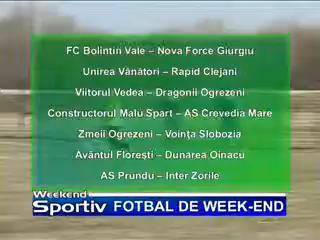 FC Bolintin Vale – Nova Force Giurgiu
Unirea Vânători – Rapid Clejani
Viitorul Vedea – Dragonii Ogrezeni
Constructorul Malu Spart – AS Crevedia Mare
Zmeii Ogrezeni – Voința Slobozia
Avântul Florești – Dunarea Oinacu
AS Prundu – Inter Zorile
Weekend
Sportiv FOTBAL DE WEEK-END